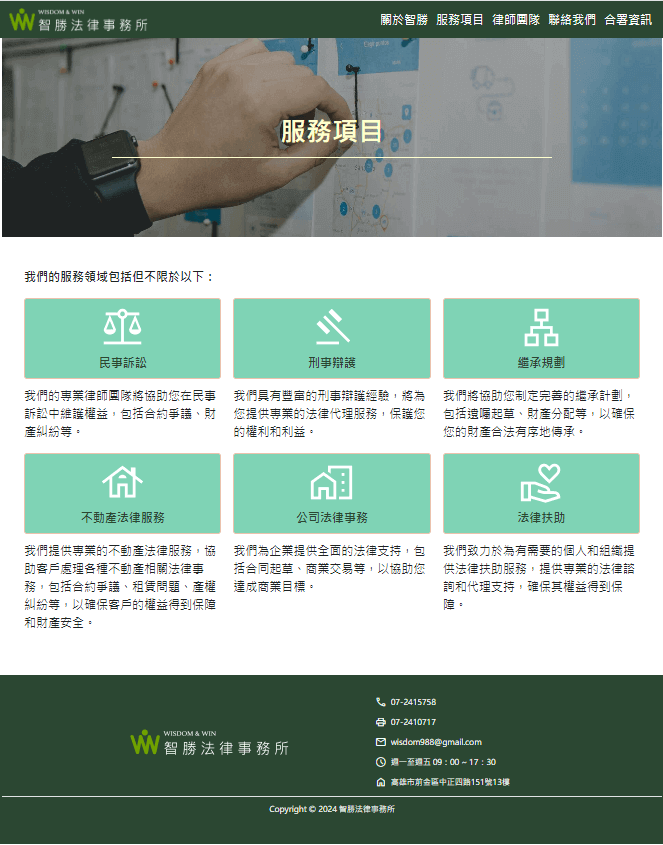 WISDOM & WIN
智勝法律事務所
關於智勝 服務項目 律師團隊 聯絡我們 合署資訊
服務項目
我們的服務領域包括但不限於以下：
民事訴訟
我們的專業律師團隊將協助您在民事
訴訟中維護權益，包括合約爭議、財
產糾紛等。
刑事辯護
我們具有豐富的刑事辯護經驗，將為
您提供專業的法律代理服務，保護您
的權利和利益。
繼承規劃
我們將協助您制定完善的繼承計劃，
包括遺囑起草、財產分配等，以確保
您的財產合法有序地傳承。
不動產法律服務
我們提供專業的不動產法律服務，協
助客戶處理各種不動產相關法律事
務，包括合約爭議、租賃問題、產權
糾紛等，以確保客戶的權益得到保障
和財產安全。
公司法律事務
我們為企業提供全面的法律支持，包
括合同起草、商業交易等，以協助您
達成商業目標。
法律扶助
我們致力於為有需要的個人和組織提
供法律扶助服務，提供專業的法律諮
詢和代理支持，確保其權益得到保
障。
WISDOM & WIN
智勝法律事務所
07-2415758
07-2410717
wisdom988@gmail.com
週一至週五 09：00 ~ 17：30
高雄市前金區中正四路151號13樓
Copyright © 2024 智勝法律事務所